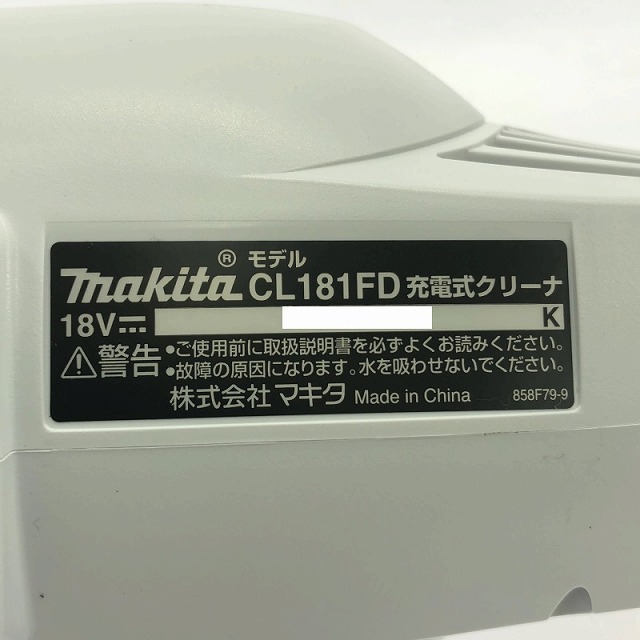 makita® モデル CL181FD 充電式クリーナ
18V⎓ K
⚠警告 •ご使用前に取扱説明書を必ずよくお読みください。
•故障の原因になります。水を吸わせないでください。
株式会社マキタ Made in China 858F79-9